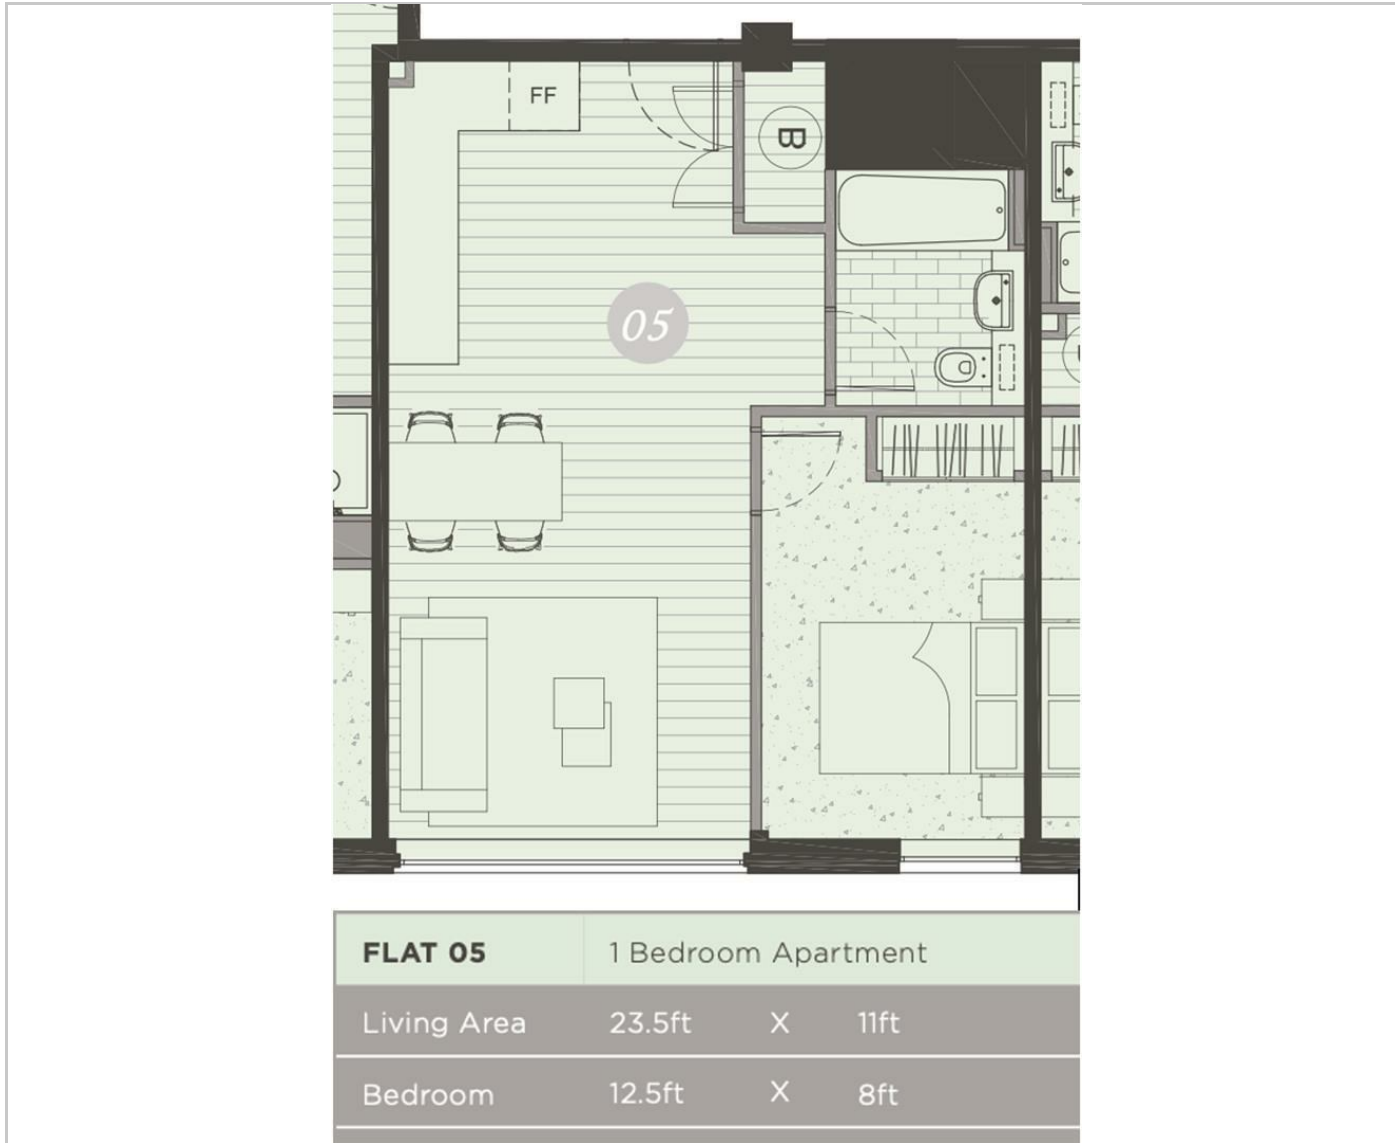 FF
B
05
FLAT 05 1 Bedroom Apartment
Living Area 23.5ft X 11ft
Bedroom 12.5ft X 8ft